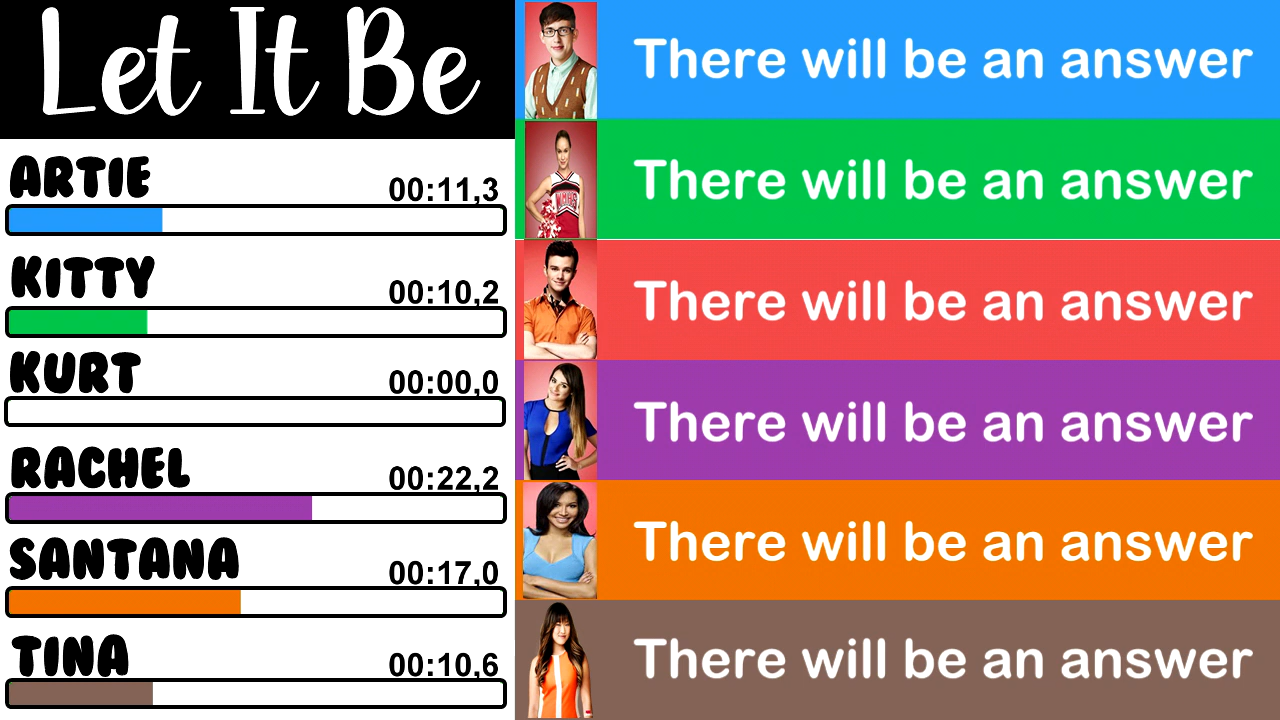 Let It Be
ARTIE 00:11,3
KITTY 00:10,2
KURT 00:00,0
RACHEL 00:22,2
SANTANA 00:17,0
TINA 00:10,6
There will be an answer
There will be an answer
WMHS
There will be an answer
There will be an answer
There will be an answer
There will be an answer